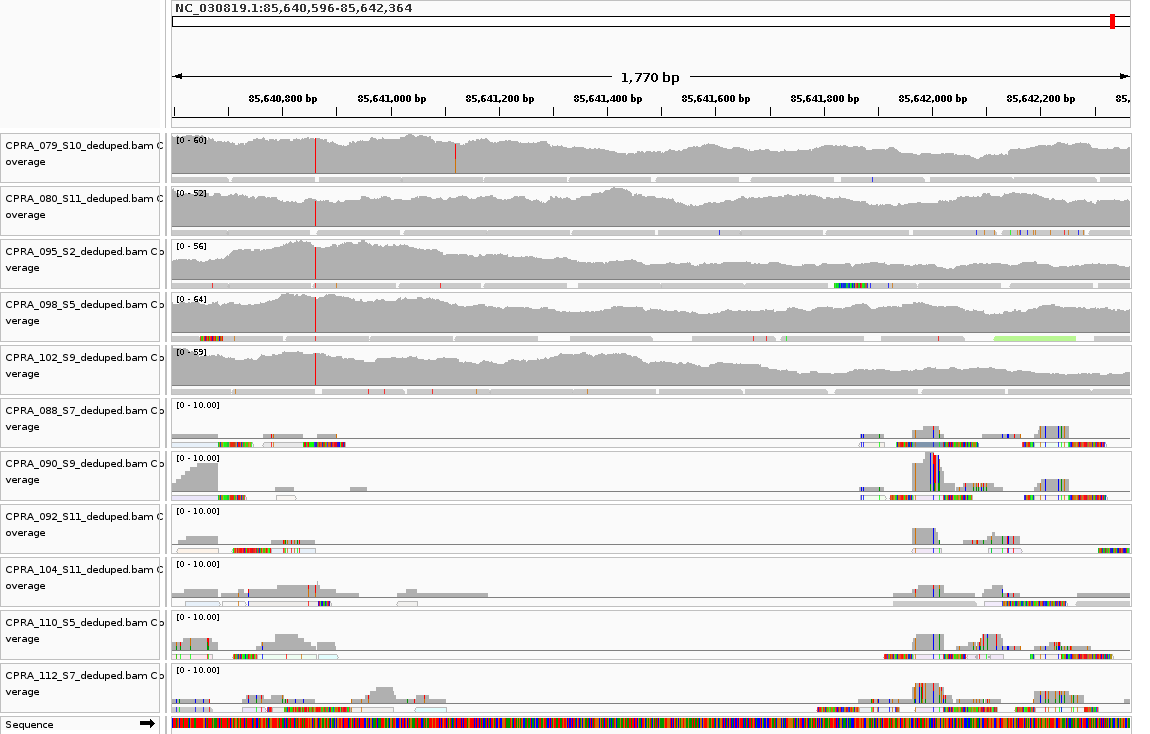 NC_030819.1:85,640,596-85,642,364
1,770 bp
85,640,800 bp 85,641,000 bp 85,641,200 bp 85,641,400 bp 85,641,600 bp 85,641,800 bp 85,642,000 bp 85,642,200 bp 85,
CPRA_079_S10_deduped.bam C
overage
[0 - 60]
CPRA_080_S11_deduped.bam C
overage
[0 - 52]
CPRA_095_S2_deduped.bam Co
verage
[0 - 56]
CPRA_098_S5_deduped.bam Co
verage
[0 - 64]
CPRA_102_S9_deduped.bam Co
verage
[0 - 59]
CPRA_088_S7_deduped.bam Co
verage
[0 - 10.00]
CPRA_090_S9_deduped.bam Co
verage
[0 - 10.00]
CPRA_092_S11_deduped.bam C
overage
[0 - 10.00]
CPRA_104_S11_deduped.bam C
overage
[0 - 10.00]
CPRA_110_S5_deduped.bam Co
verage
[0 - 10.00]
CPRA_112_S7_deduped.bam Co
verage
[0 - 10.00]
Sequence